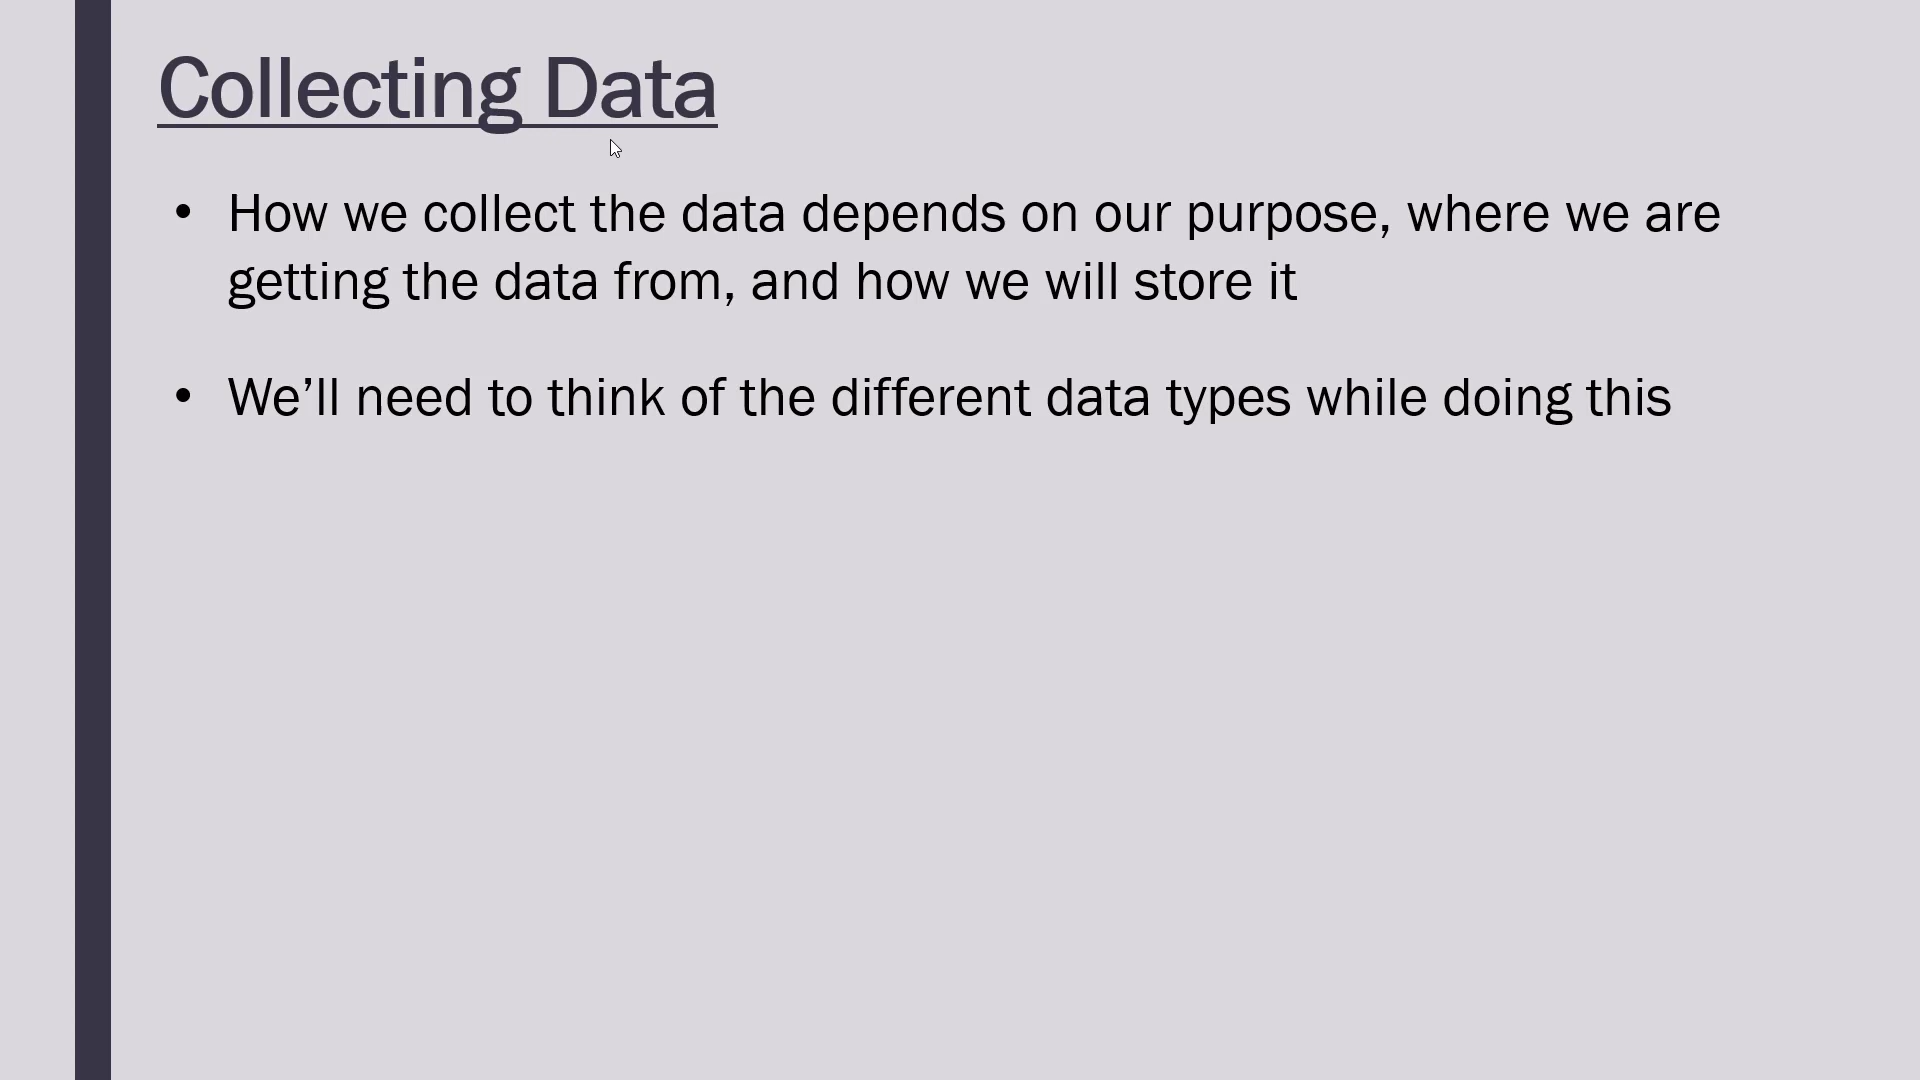 Collecting Data
• How we collect the data depends on our purpose, where we are
getting the data from, and how we will store it
• We’ll need to think of the different data types while doing this